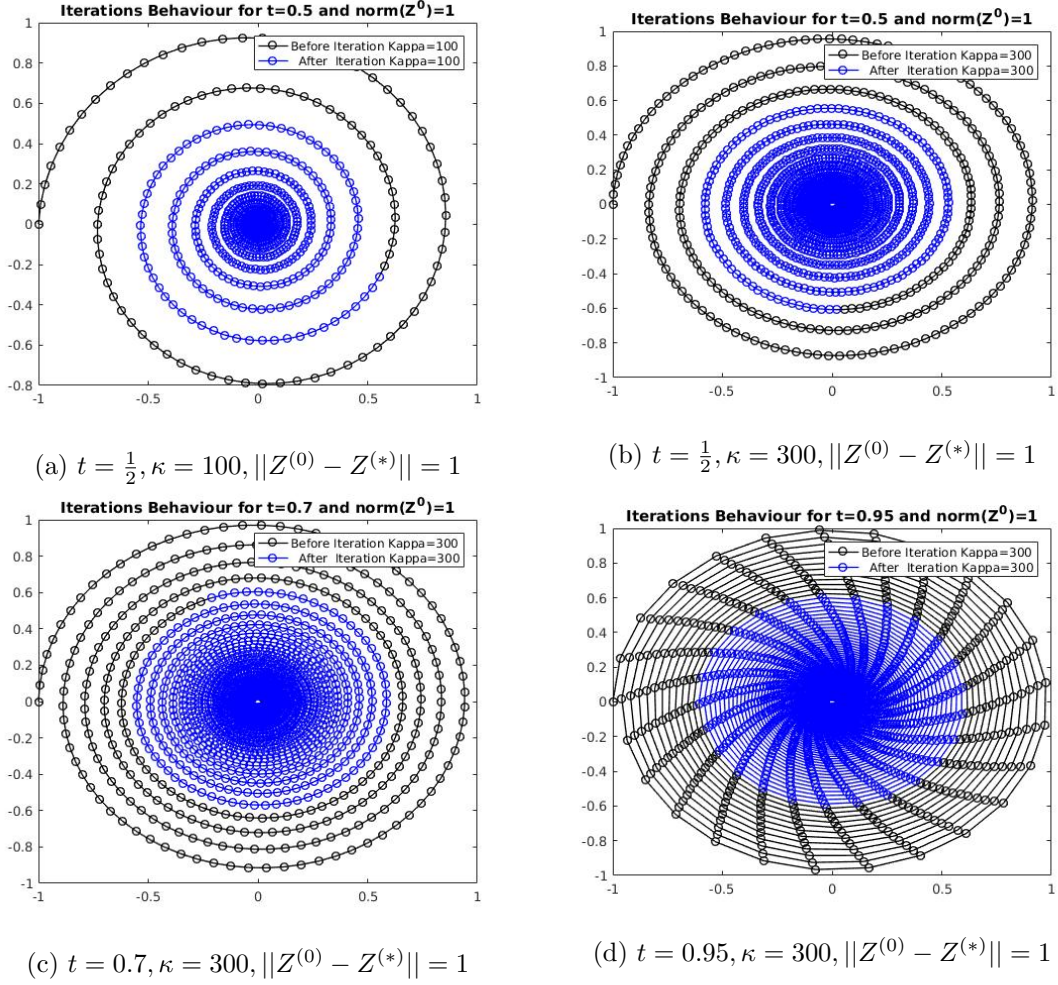 Iterions Behaviour for t=0.5 and norm(Z^0)=1
Before Iteration Kappa=100
After Iteration Kappa=100
1
0.8
0.6
0.4
0.2
0
-0.2
-0.4
-0.6
-0.8
-1 -0.5 0 0.5 1
(a) t = 1/2, κ = 100, ||Z^(0) − Z^(*)|| = 1
Iterions Behaviour for t=0.5 and norm(Z^0)=1
Before Iteration Kappa=300
After Iteration Kappa=300
1
0.8
0.6
0.4
0.2
0
-0.2
-0.4
-0.6
-0.8
-1
-1 -0.5 0 0.5 1
(b) t = 1/2, κ = 300, ||Z^(0) − Z^(*)|| = 1
Iterions Behaviour for t=0.7 and norm(Z^0)=1
Before Iteration Kappa=300
After Iteration Kappa=300
1
0.8
0.6
0.4
0.2
0
-0.2
-0.4
-0.6
-0.8
-1
-1 -0.5 0 0.5 1
(c) t = 0.7, κ = 300, ||Z^(0) − Z^(*)|| = 1
Iterions Behaviour for t=0.95 and norm(Z^0)=1
Before Iteration Kappa=300
After Iteration Kappa=300
1
0.8
0.6
0.4
0.2
0
-0.2
-0.4
-0.6
-0.8
-1
-1 -0.5 0 0.5 1
(d) t = 0.95, κ = 300, ||Z^(0) − Z^(*)|| = 1